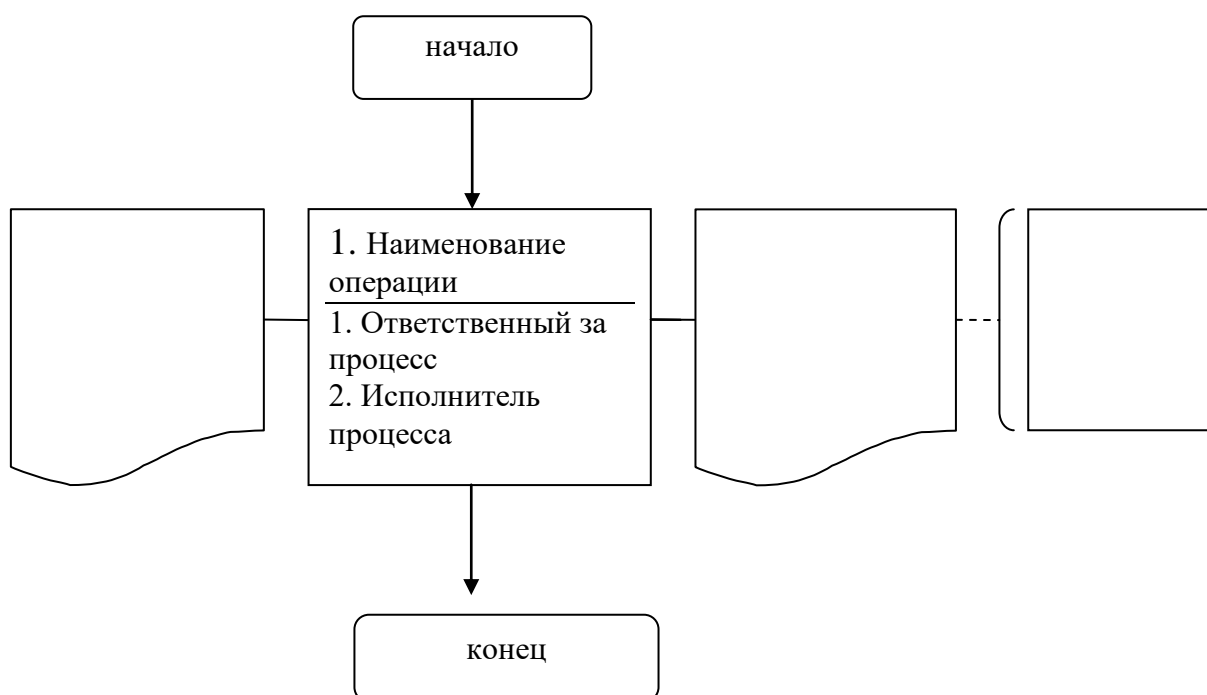 начало
1. Наименование
операции
1. Ответственный за
процесс
2. Исполнитель
процесса
конец